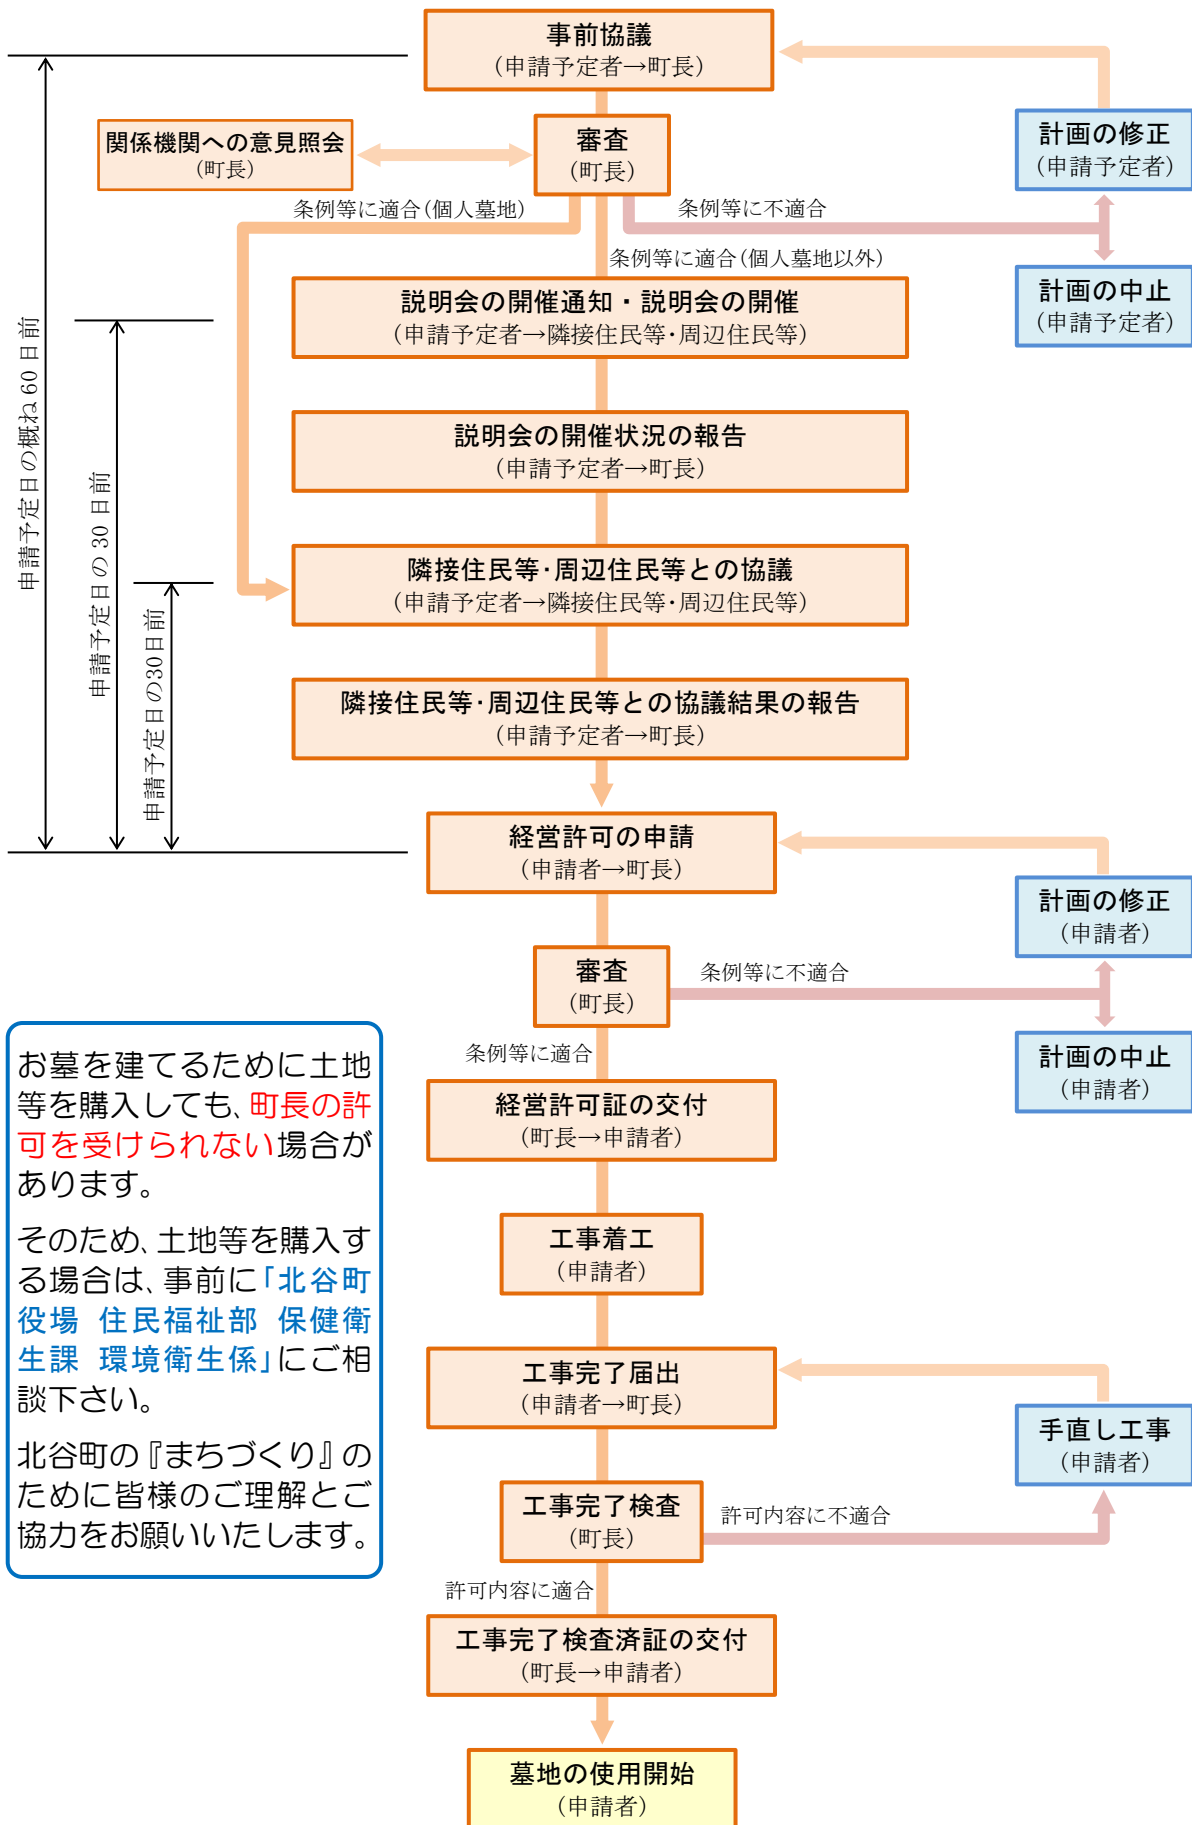 事前協議
（申請予定者→町長）
関係機関への意見照会
（町長）
審査
（町長）
計画の修正
（申請予定者）
条例等に適合（個人墓地）
条例等に不適合
条例等に適合（個人墓地以外）
計画の中止
（申請予定者）
説明会の開催通知・説明会の開催
（申請予定者→隣接住民等・周辺住民等）
申請予定日の概ね 60 日前
申請予定日の 30 日前
申請予定日の30日前
説明会の開催状況の報告
（申請予定者→町長）
隣接住民等・周辺住民等との協議
（申請予定者→隣接住民等・周辺住民等）
隣接住民等・周辺住民等との協議結果の報告
（申請予定者→町長）
経営許可の申請
（申請者→町長）
計画の修正
（申請者）
審査
（町長）
条例等に不適合
計画の中止
（申請者）
条例等に適合
経営許可証の交付
（町長→申請者）
工事着工
（申請者）
工事完了届出
（申請者→町長）
手直し工事
（申請者）
工事完了検査
（町長）
許可内容に不適合
許可内容に適合
工事完了検査済証の交付
（町長→申請者）
墓地の使用開始
（申請者）
お墓を建てるために土地
等を購入しても、町長の許
可を受けられない場合が
あります。
そのため、土地等を購入す
る場合は、事前に「北谷町
役場 住民福祉部 保健衛
生課 環境衛生係」にご相
談下さい。
北谷町の『まちづくり』の
ために皆様のご理解とご
協力をお願いいたします。